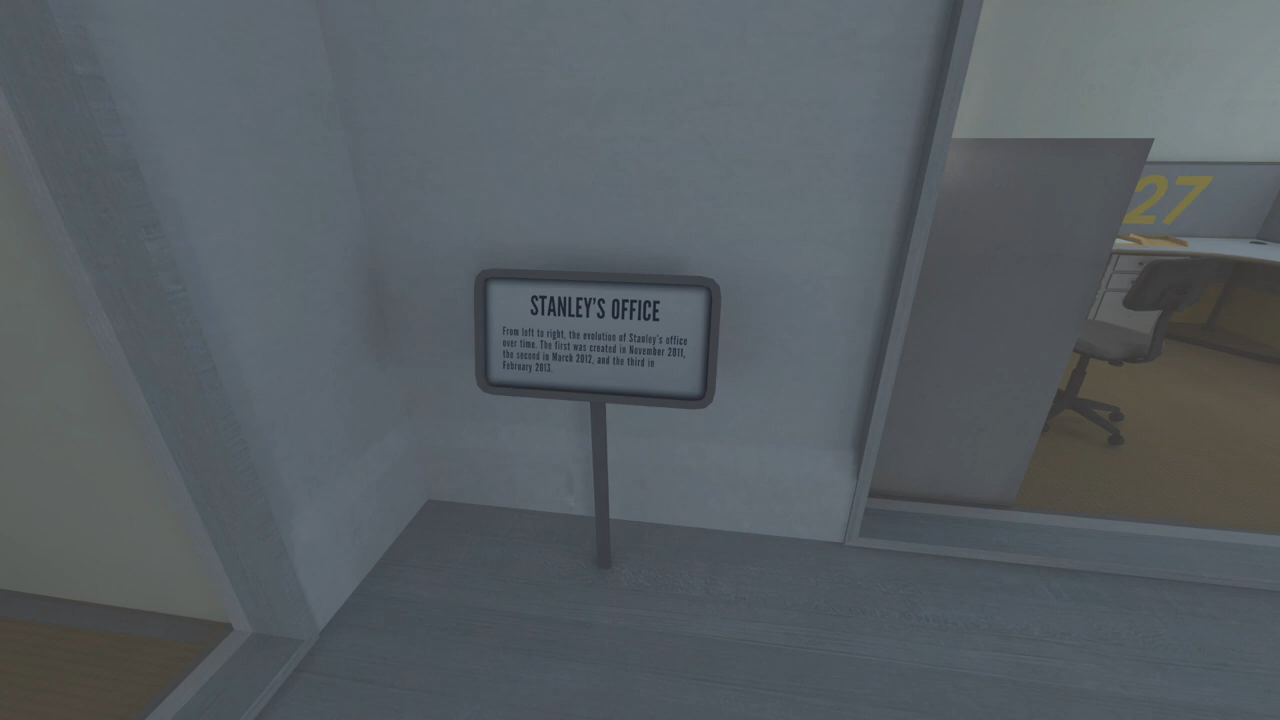 STANLEY'S OFFICE
From left to right, the evolution of Stanley's office
over time. The first was created in November 2011,
the second in March 2012, and the third in
February 2013.
27